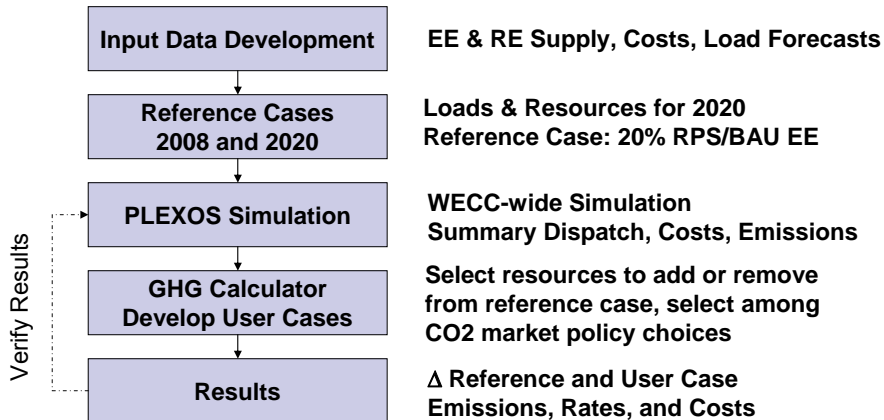 Input Data Development
EE & RE Supply, Costs, Load Forecasts
Reference Cases
2008 and 2020
Loads & Resources for 2020
Reference Case: 20% RPS/BAU EE
PLEXOS Simulation
WECC-wide Simulation
Summary Dispatch, Costs, Emissions
GHG Calculator
Develop User Cases
Select resources to add or remove
from reference case, select among
CO2 market policy choices
Results
Δ Reference and User Case
Emissions, Rates, and Costs
Verify Results